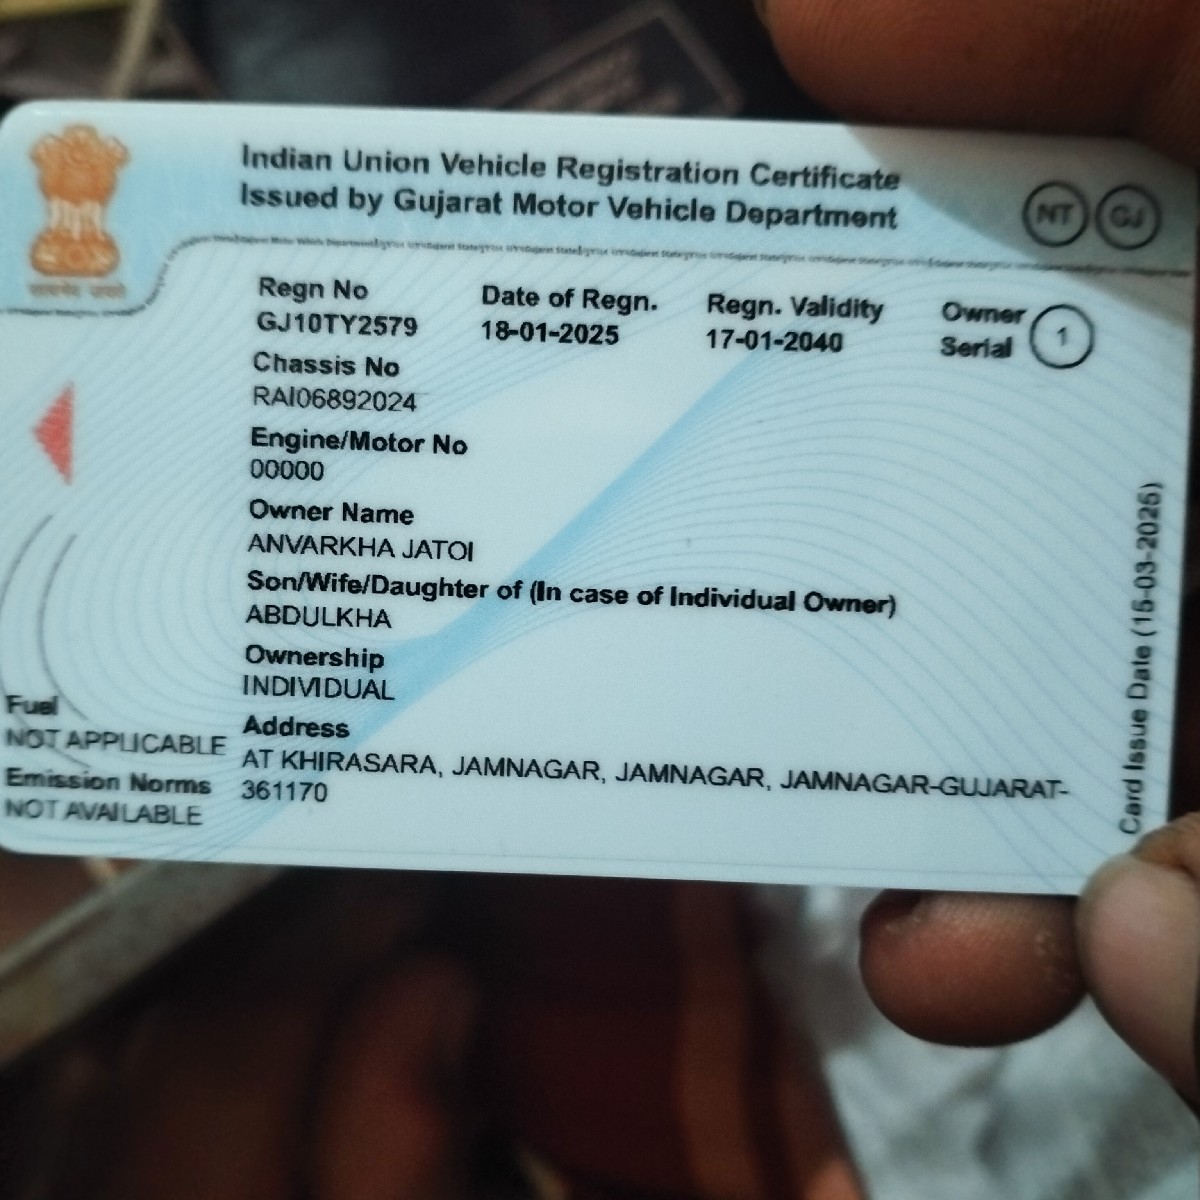 Indian Union Vehicle Registration Certificate
Issued by Gujarat Motor Vehicle Department
NT GJ
Regn No
GJ10TY2579
Date of Regn.
18-01-2025
Regn. Validity
17-01-2040
Owner
Serial
1
Chassis No
RAI06892024
Engine/Motor No
00000
Owner Name
ANVARKHA JATOI
Son/Wife/Daughter of (In case of Individual Owner)
ABDULKHA
Ownership
INDIVIDUAL
Address
AT KHIRASARA, JAMNAGAR, JAMNAGAR, JAMNAGAR-GUJARAT-
361170
Fuel
NOT APPLICABLE
Emission Norms
NOT AVAILABLE
Card Issue Date (15-03-2025)